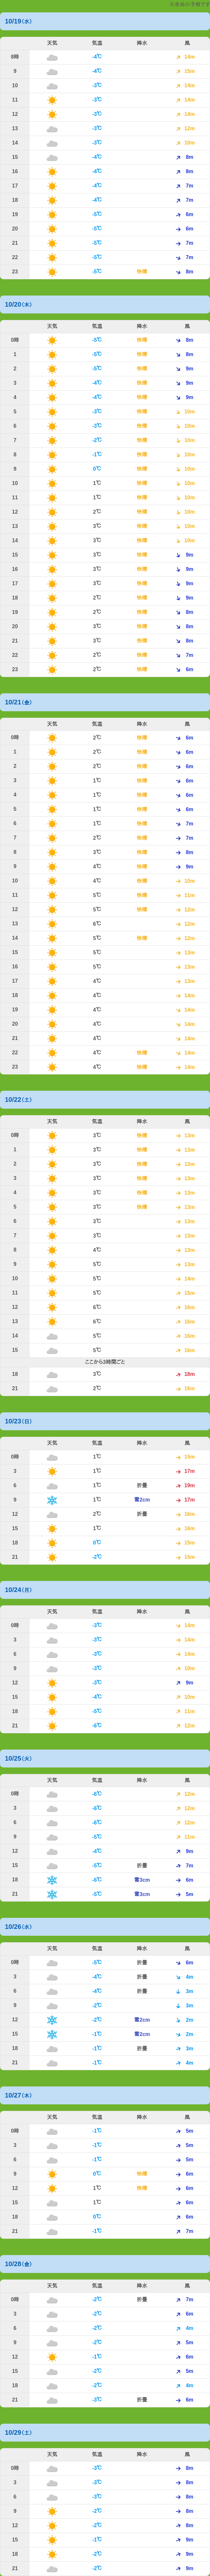 ※夜夜の予報です
10/19(水)
天気 気温 降水 風
8時 -4℃ 14m
9 -4℃ 15m
10 -3℃ 14m
11 -3℃ 14m
12 -3℃ 14m
13 -3℃ 12m
14 -3℃ 10m
15 -4℃ 8m
16 -4℃ 8m
17 -4℃ 7m
18 -4℃ 7m
19 -5℃ 6m
20 -5℃ 6m
21 -5℃ 7m
22 -5℃ 7m
23 -5℃ 快晴 8m
10/20(木)
天気 気温 降水 風
0時 -5℃ 快晴 8m
1 -5℃ 快晴 8m
2 -5℃ 快晴 9m
3 -4℃ 快晴 9m
4 -4℃ 快晴 9m
5 -3℃ 快晴 10m
6 -3℃ 快晴 10m
7 -2℃ 快晴 10m
8 -1℃ 快晴 10m
9 0℃ 快晴 10m
10 1℃ 快晴 10m
11 1℃ 快晴 10m
12 2℃ 快晴 10m
13 3℃ 快晴 10m
14 3℃ 快晴 10m
15 3℃ 快晴 9m
16 3℃ 快晴 9m
17 3℃ 快晴 9m
18 2℃ 快晴 9m
19 2℃ 快晴 8m
20 3℃ 快晴 8m
21 3℃ 快晴 8m
22 2℃ 快晴 7m
23 2℃ 快晴 6m
10/21(金)
天気 気温 降水 風
0時 2℃ 快晴 6m
1 2℃ 快晴 6m
2 2℃ 快晴 6m
3 1℃ 快晴 6m
4 1℃ 快晴 6m
5 1℃ 快晴 6m
6 1℃ 快晴 7m
7 2℃ 快晴 7m
8 3℃ 快晴 8m
9 4℃ 快晴 9m
10 4℃ 快晴 10m
11 5℃ 快晴 11m
12 5℃ 快晴 12m
13 6℃ 12m
14 5℃ 快晴 12m
15 5℃ 13m
16 5℃ 13m
17 4℃ 13m
18 4℃ 14m
19 4℃ 14m
20 4℃ 14m
21 4℃ 14m
22 4℃ 快晴 14m
23 4℃ 快晴 14m
10/22(土)
天気 気温 降水 風
0時 3℃ 快晴 13m
1 3℃ 快晴 13m
2 3℃ 快晴 13m
3 3℃ 快晴 13m
4 3℃ 快晴 13m
5 3℃ 快晴 13m
6 3℃ 13m
7 3℃ 13m
8 4℃ 13m
9 5℃ 13m
10 5℃ 14m
11 5℃ 15m
12 6℃ 16m
13 6℃ 16m
14 5℃ 16m
15 5℃ 16m
ここから3時間ごと
18 3℃ 18m
21 2℃ 16m
10/23(日)
天気 気温 降水 風
0時 1℃ 15m
3 1℃ 17m
6 1℃ 折曇 19m
9 1℃ 雪2cm 17m
12 2℃ 折曇 16m
15 1℃ 16m
18 0℃ 15m
21 -2℃ 15m
10/24(月)
天気 気温 降水 風
0時 -3℃ 14m
3 -3℃ 14m
6 -3℃ 14m
9 -3℃ 10m
12 -3℃ 9m
15 -4℃ 10m
18 -5℃ 11m
21 -6℃ 12m
10/25(火)
天気 気温 降水 風
0時 -6℃ 12m
3 -6℃ 12m
6 -6℃ 12m
9 -5℃ 11m
12 -4℃ 9m
15 -5℃ 折曇 7m
18 -5℃ 雪3cm 6m
21 -5℃ 雪3cm 5m
10/26(水)
天気 気温 降水 風
0時 -5℃ 折曇 6m
3 -4℃ 折曇 4m
6 -4℃ 折曇 3m
9 -2℃ 3m
12 -2℃ 雪2cm 2m
15 -1℃ 雪2cm 2m
18 -1℃ 折曇 3m
21 -1℃ 4m
10/27(木)
天気 気温 降水 風
0時 -1℃ 5m
3 -1℃ 5m
6 -1℃ 5m
9 0℃ 快晴 6m
12 1℃ 快晴 6m
15 1℃ 6m
18 0℃ 6m
21 -1℃ 7m
10/28(金)
天気 気温 降水 風
0時 -2℃ 折曇 7m
3 -2℃ 6m
6 -2℃ 4m
9 -2℃ 5m
12 -1℃ 6m
15 -2℃ 5m
18 -2℃ 4m
21 -3℃ 折曇 6m
10/29(土)
天気 気温 降水 風
0時 -3℃ 8m
3 -3℃ 8m
6 -3℃ 8m
9 -2℃ 8m
12 -2℃ 8m
15 -1℃ 9m
18 -2℃ 9m
21 -2℃ 9m